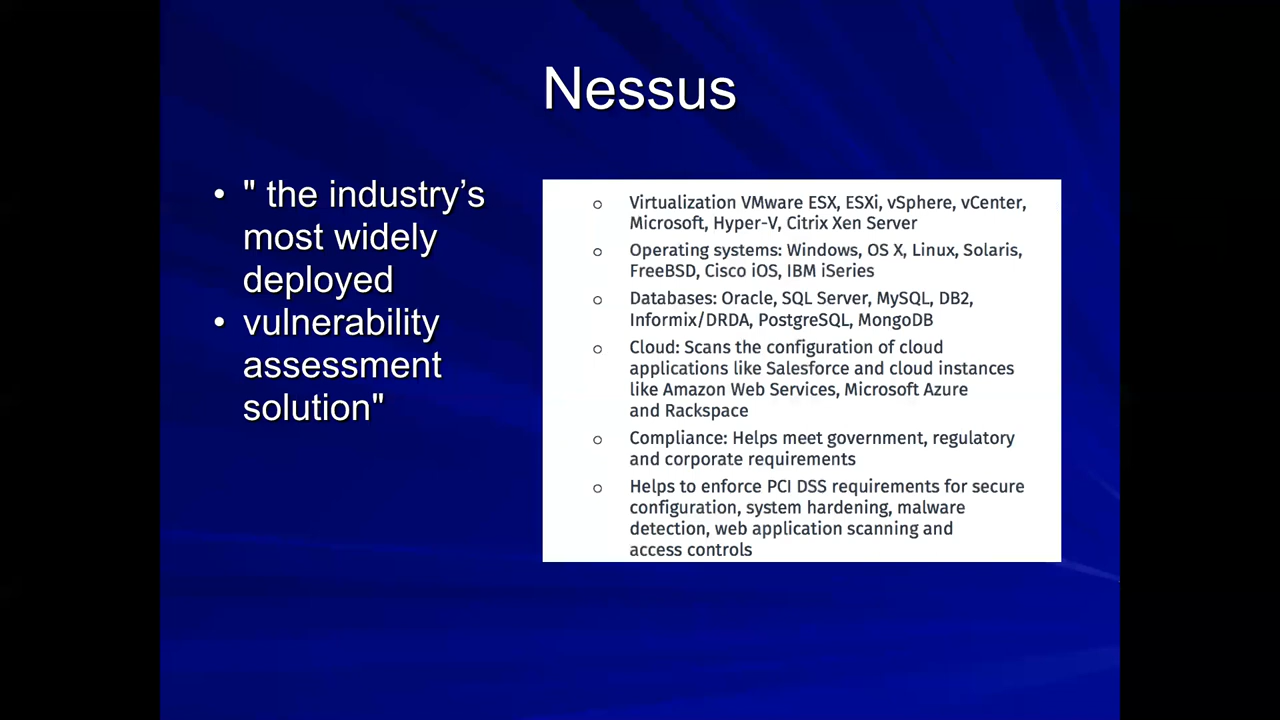 Nessus
• " the industry’s
most widely
deployed
• vulnerability
assessment
solution"
○ Virtualization VMware ESX, ESXi, vSphere, vCenter,
Microsoft, Hyper-V, Citrix Xen Server
○ Operating systems: Windows, OS X, Linux, Solaris,
FreeBSD, Cisco iOS, IBM iSeries
○ Databases: Oracle, SQL Server, MySQL, DB2,
Informix/DRDA, PostgreSQL, MongoDB
○ Cloud: Scans the configuration of cloud
applications like Salesforce and cloud instances
like Amazon Web Services, Microsoft Azure
and Rackspace
○ Compliance: Helps meet government, regulatory
and corporate requirements
○ Helps to enforce PCI DSS requirements for secure
configuration, system hardening, malware
detection, web application scanning and
access controls